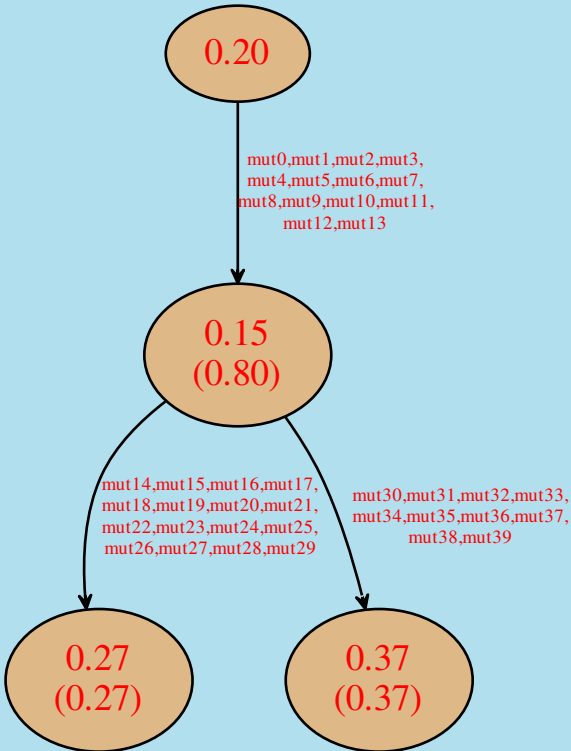 0.20
mut0,mut1,mut2,mut3,
mut4,mut5,mut6,mut7,
mut8,mut9,mut10,mut11,
mut12,mut13
0.15
(0.80)
mut14,mut15,mut16,mut17,
mut18,mut19,mut20,mut21,
mut22,mut23,mut24,mut25,
mut26,mut27,mut28,mut29
mut30,mut31,mut32,mut33,
mut34,mut35,mut36,mut37,
mut38,mut39
0.27
(0.27)
0.37
(0.37)